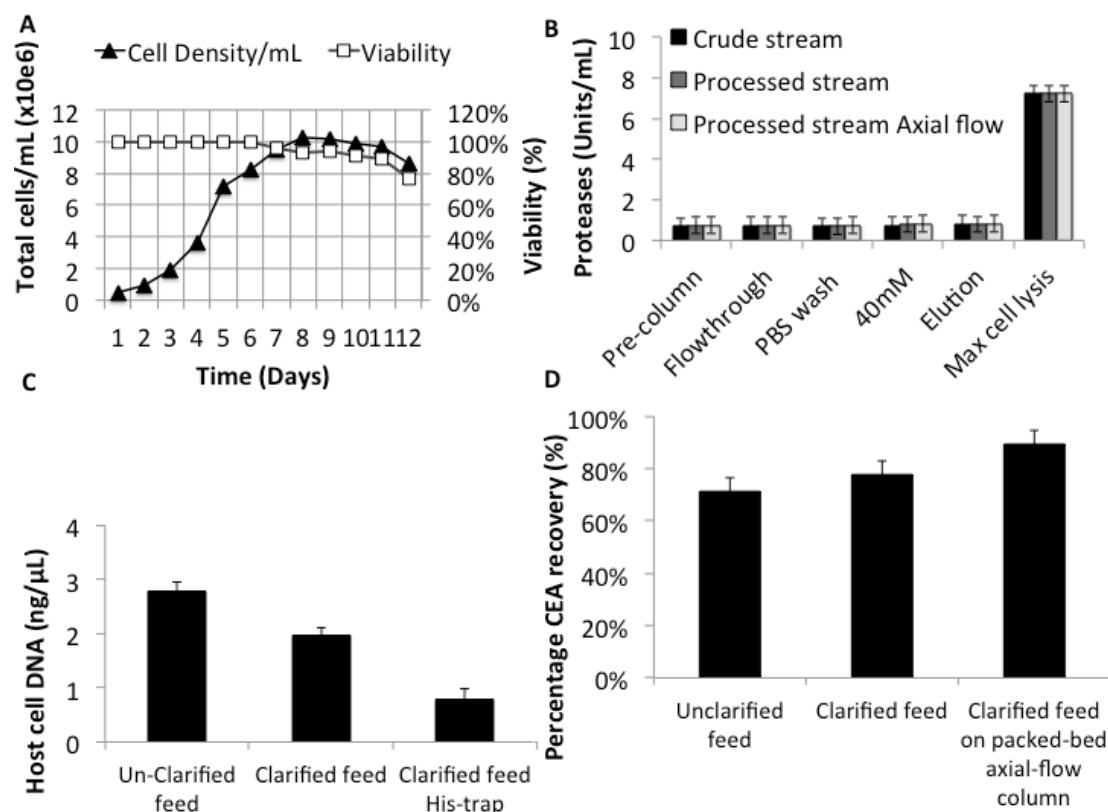 A
Cell Density/mL
Viability
Total cells/mL (x10e6)
12
10
8
6
4
2
0
120%
100%
80%
60%
40%
20%
0%
Viability (%)
1 2 3 4 5 6 7 8 9 101112
Time (Days)
B
Crude stream
Processed stream
Processed stream Axial flow
Proteases (Units/mL)
10
8
6
4
2
0
Pre-column
Flowthrough
PBS wash
40mM
Elution
Max cell lysis
C
Host cell DNA (ng/µL)
4
3
2
1
0
Un-Clarified
feed
Clarified feed
Clarified feed
His-trap
D
Percentage CEA recovery (%)
100%
80%
60%
40%
20%
0%
Unclarified
feed
Clarified feed
Clarified feed
on packed-bed
axial-flow
column